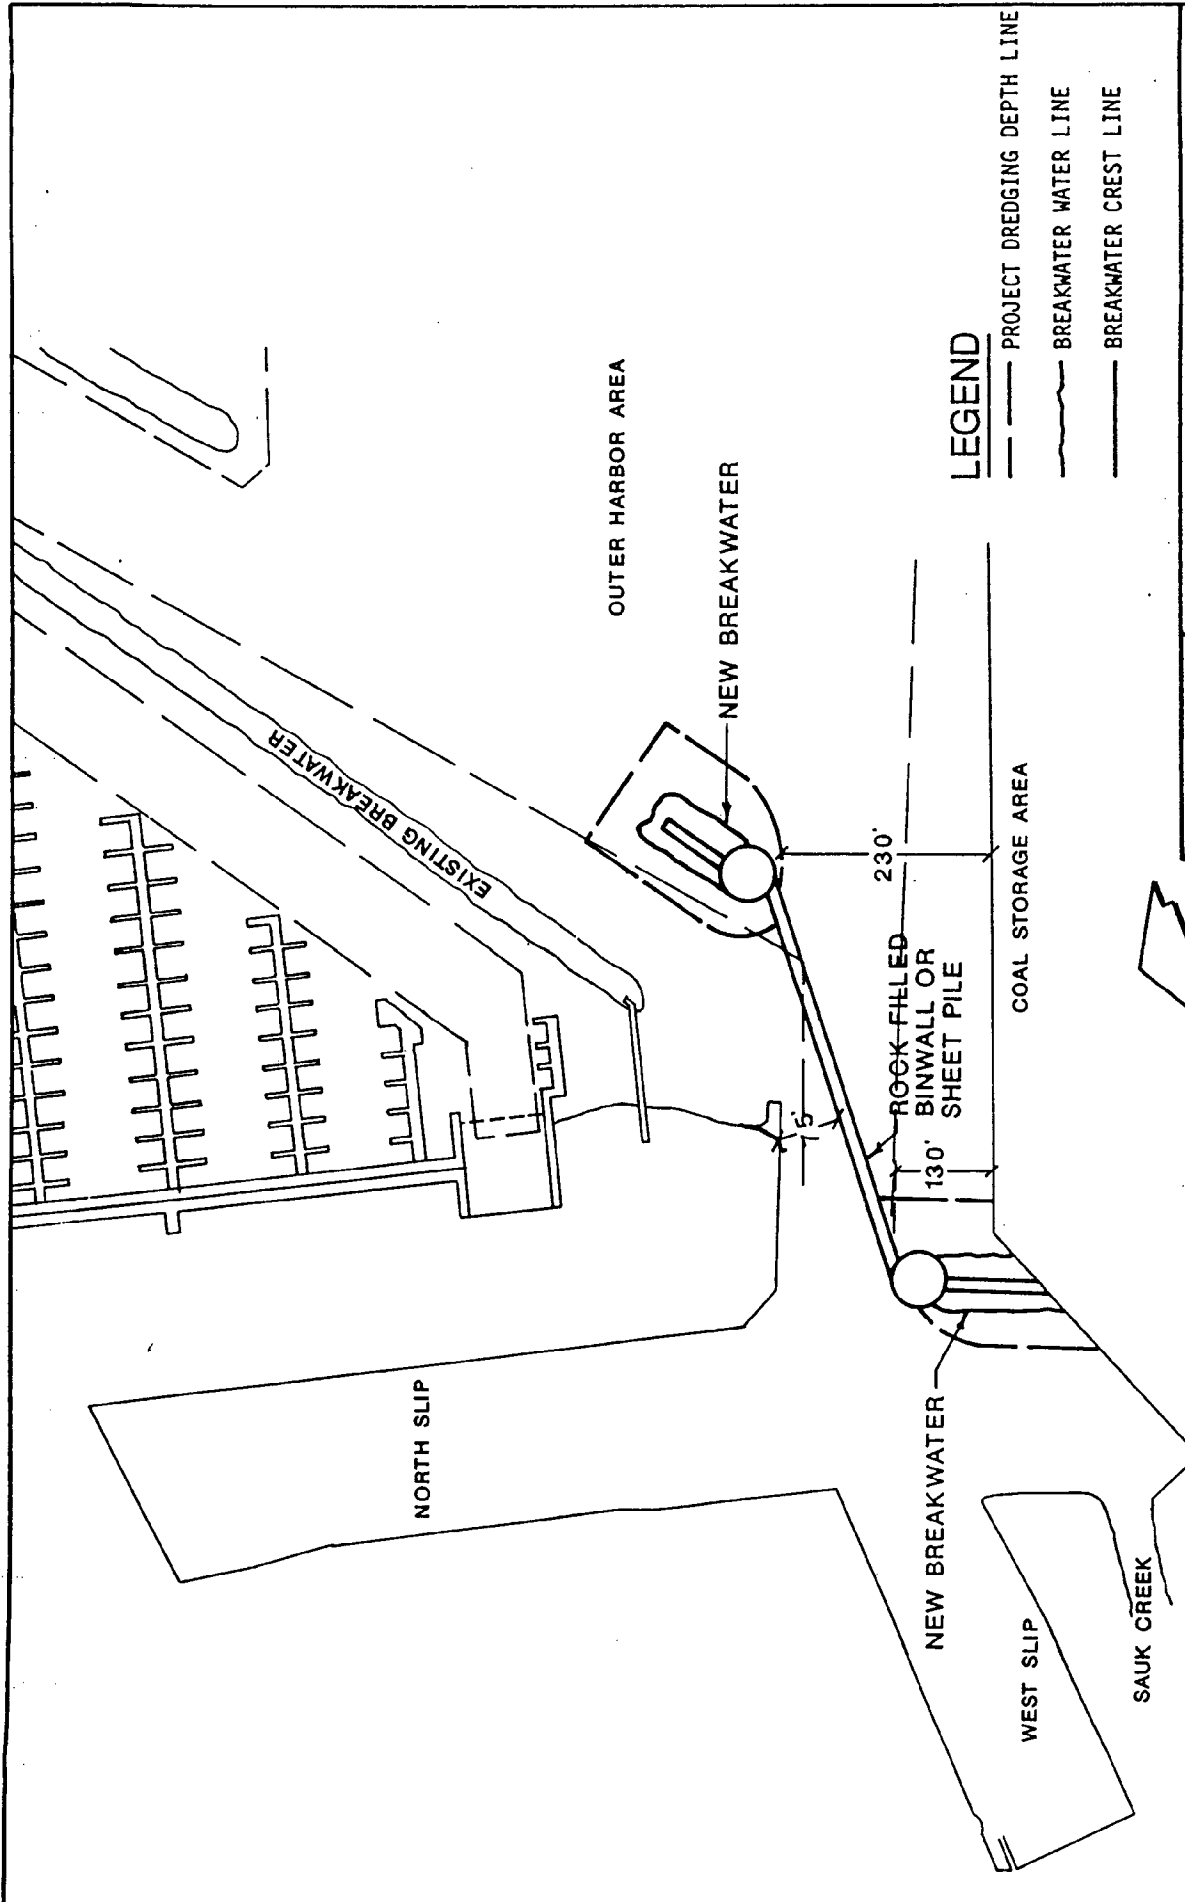 NORTH SLIP
WEST SLIP
SAUK CREEK
NEW BREAKWATER
EXISTING BREAKWATER
OUTER HARBOR AREA
NEW BREAKWATER
230'
ROCK FILLED
BINWALL OR
SHEET PILE
130'
COAL STORAGE AREA
LEGEND
PROJECT DREDGING DEPTH LINE
BREAKWATER WATER LINE
BREAKWATER CREST LINE